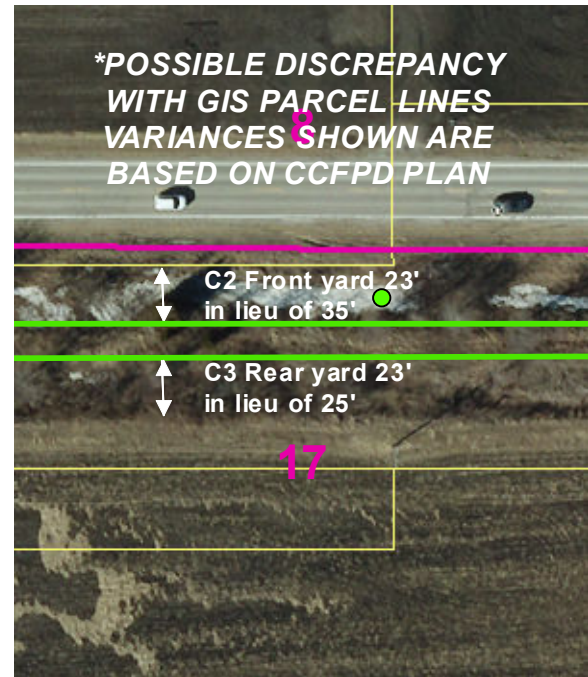 *POSSIBLE DISCREPANCY
WITH GIS PARCEL LINES
8
VARIANCES SHOWN ARE
BASED ON CCFPD PLAN
C2 Front yard 23'
in lieu of 35'
C3 Rear yard 23'
in lieu of 25'
17